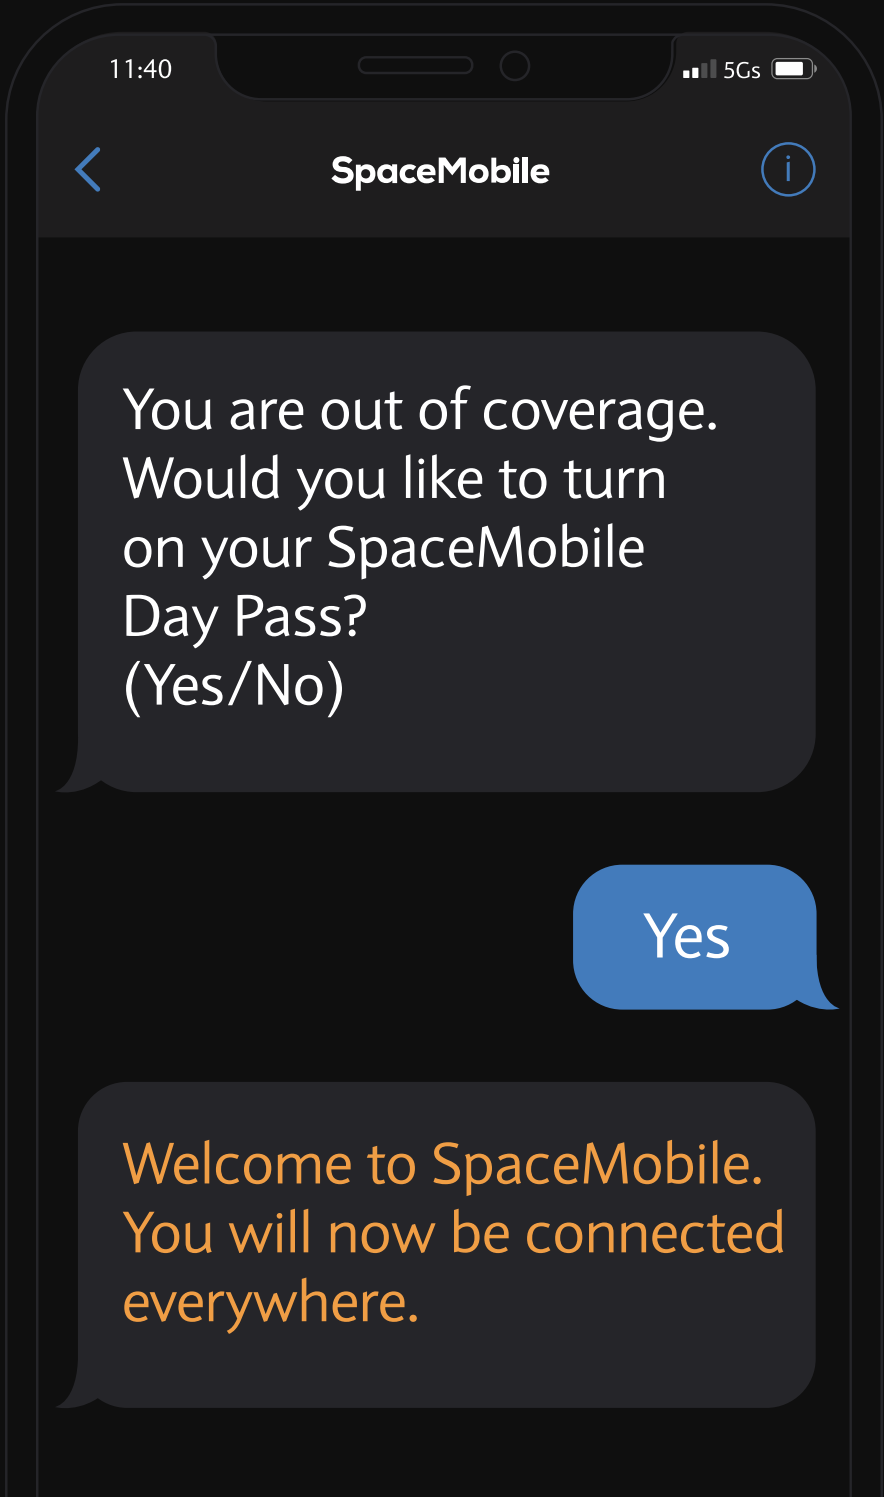 11:40
5Gs
SpaceMobile
i
You are out of coverage.
Would you like to turn
on your SpaceMobile
Day Pass?
(Yes/No)
Yes
Welcome to SpaceMobile.
You will now be connected
everywhere.